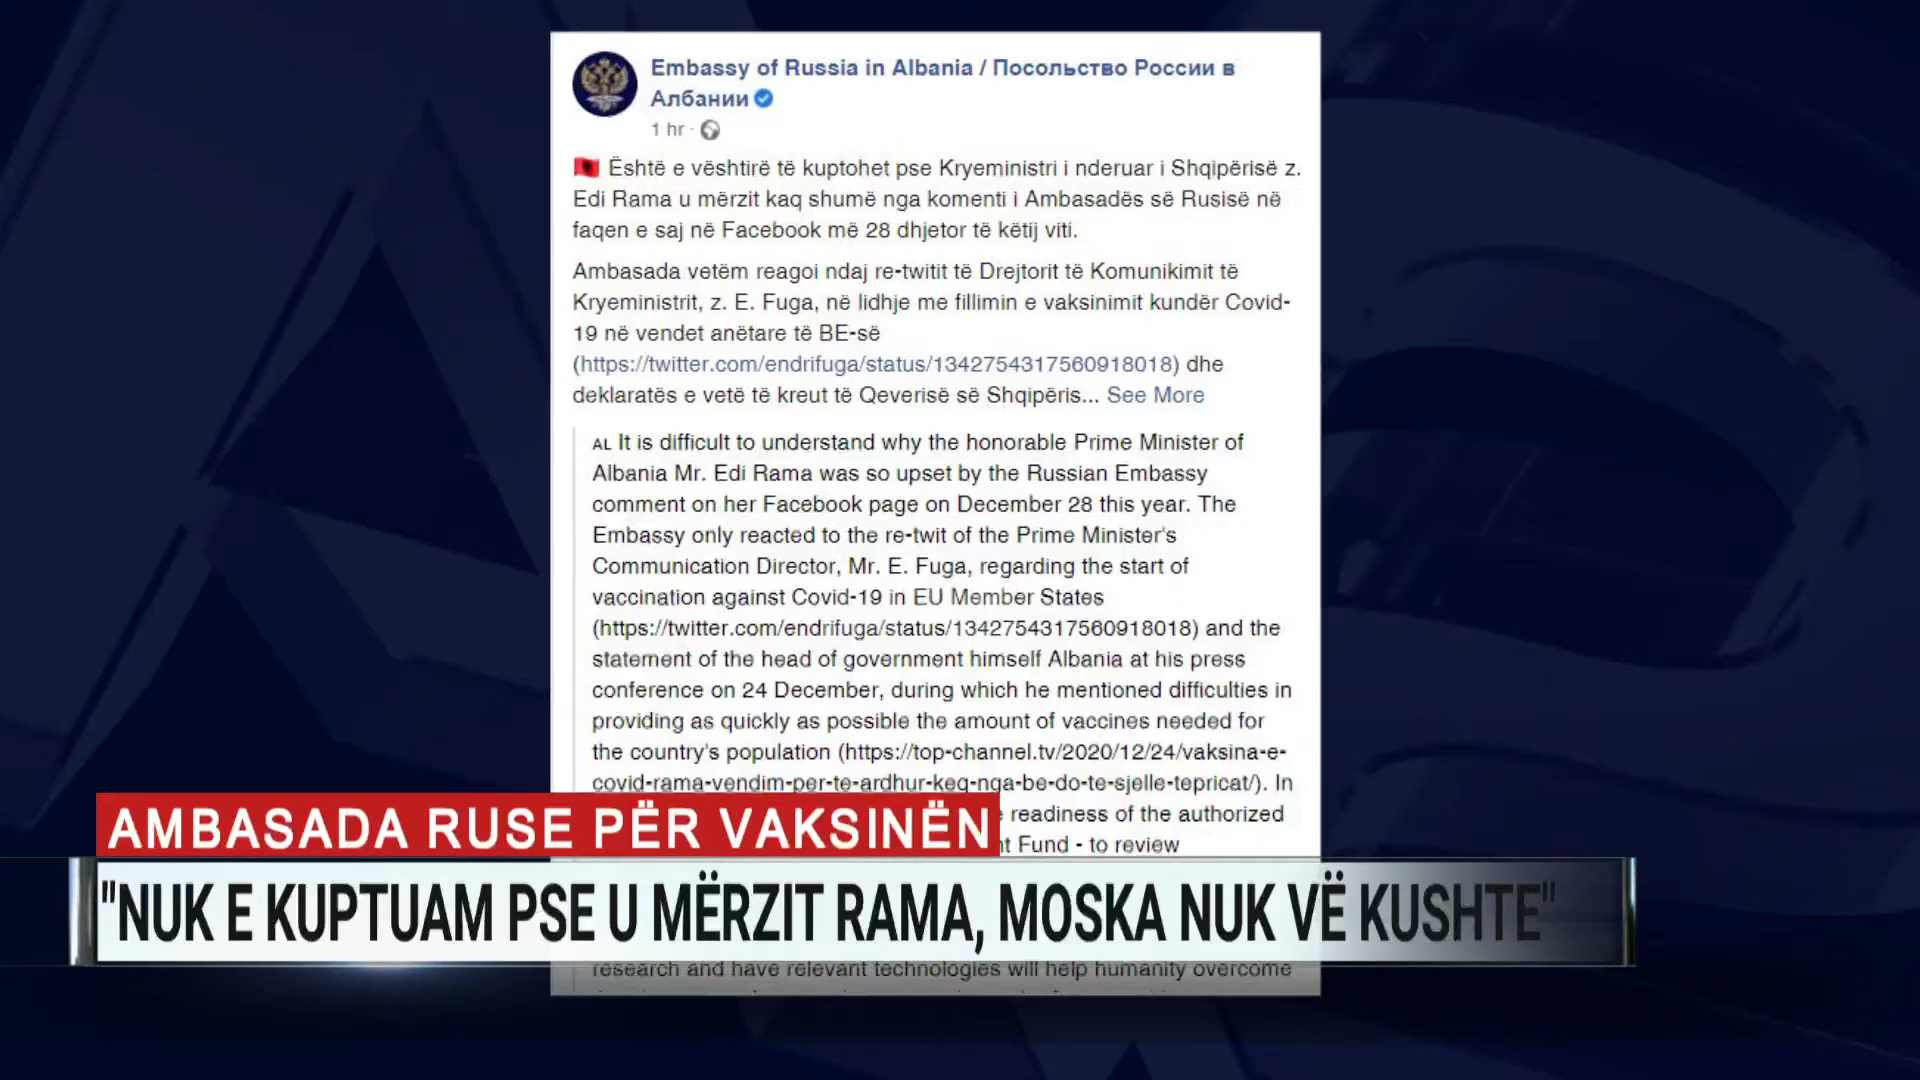 Embassy of Russia in Albania / Посольство России в
Албании
1 hr ·
Është e vështirë të kuptohet pse Kryeministri i nderuar i Shqipërisë z.
Edi Rama u mërzit kaq shumë nga komenti i Ambasadës së Rusisë në
faqen e saj në Facebook më 28 dhjetor të këtij viti.
Ambasada vetëm reagoi ndaj re-twitit të Drejtorit të Komunikimit të
Kryeministrit, z. E. Fuga, në lidhje me fillimin e vaksinimit kundër Covid-
19 në vendet anëtare të BE-së
(https://twitter.com/endrifuga/status/1342754317560918018) dhe
deklaratës e vetë të kreut të Qeverisë së Shqipëris... See More
AL It is difficult to understand why the honorable Prime Minister of
Albania Mr. Edi Rama was so upset by the Russian Embassy
comment on her Facebook page on December 28 this year. The
Embassy only reacted to the re-twit of the Prime Minister's
Communication Director, Mr. E. Fuga, regarding the start of
vaccination against Covid-19 in EU Member States
(https://twitter.com/endrifuga/status/1342754317560918018) and the
statement of the head of government himself Albania at his press
conference on 24 December, during which he mentioned difficulties in
providing as quickly as possible the amount of vaccines needed for
the country's population (https://top-channel.tv/2020/12/24/vaksina-e-
covid-rama-vendim-per-te-ardhur-keq-nga-be-do-te-sjelle-tepricat/). In
readiness of the authorized
Fund - to review
AMBASADA RUSE PËR VAKSINËN
"NUK E KUPTUAM PSE U MËRZIT RAMA, MOSKA NUK VË KUSHTE"
research and have relevant technologies will help humanity overcome